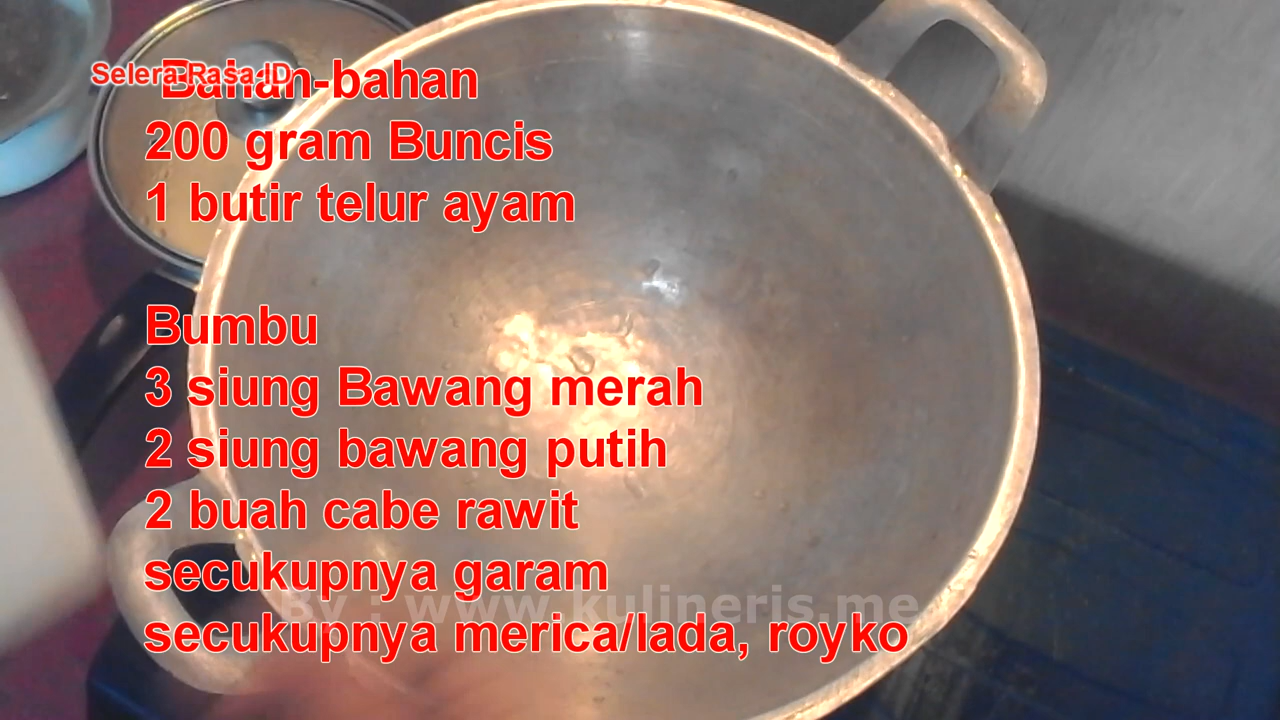 Selera Rasa ID
Bahan-bahan
200 gram Buncis
1 butir telur ayam
Bumbu
3 siung Bawang merah
2 siung bawang putih
2 buah cabe rawit
secukupnya garam
By : www.kulineris.me
secukupnya merica/lada, royko